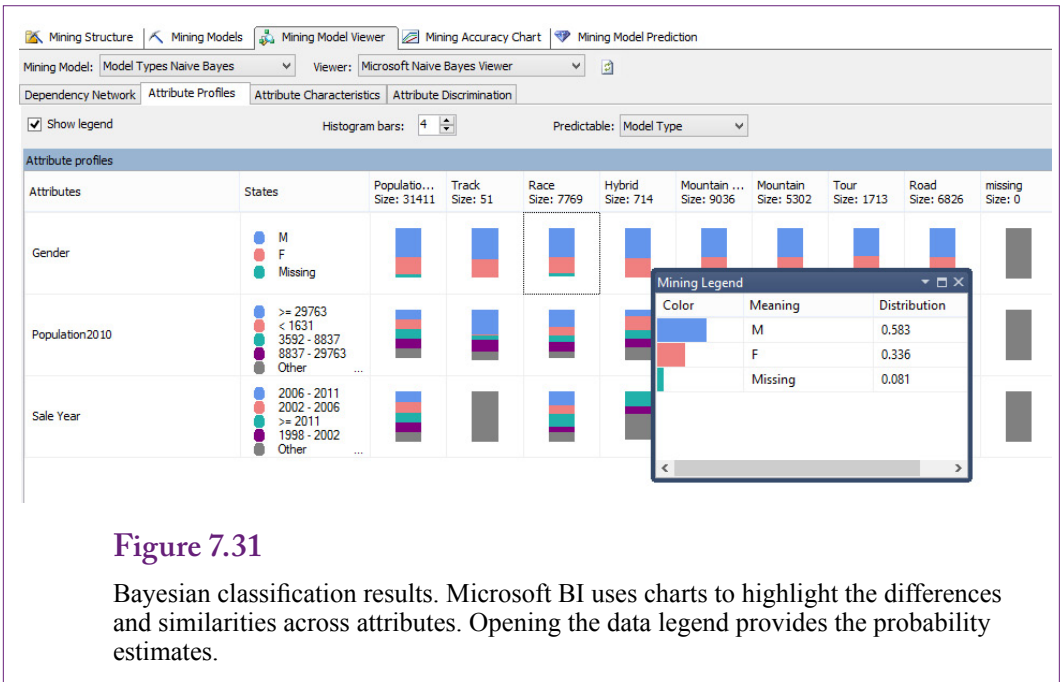 Mining Structure Mining Models Mining Model Viewer Mining Accuracy Chart Mining Model Prediction
Mining Model: Model Types Naive Bayes Viewer: Microsoft Naive Bayes Viewer
Dependency Network Attribute Profiles Attribute Characteristics Attribute Discrimination
Show legend Histogram bars: 4 Predictable: Model Type
Attribute profiles
Attributes States Populatio... Track Race Hybrid Mountain ... Mountain Tour Road missing
Size: 31411 Size: 51 Size: 7769 Size: 714 Size: 9036 Size: 5302 Size: 1713 Size: 6826 Size: 0
Gender
M
F
Missing
Population2010
>= 29763
< 1631
3592 - 8837
8837 - 29763
Other ...
Sale Year
2006 - 2011
2002 - 2006
>= 2011
1998 - 2002
Other ...
Mining Legend
Color Meaning Distribution
M 0.583
F 0.336
Missing 0.081
Figure 7.31
Bayesian classification results. Microsoft BI uses charts to highlight the differences
and similarities across attributes. Opening the data legend provides the probability
estimates.